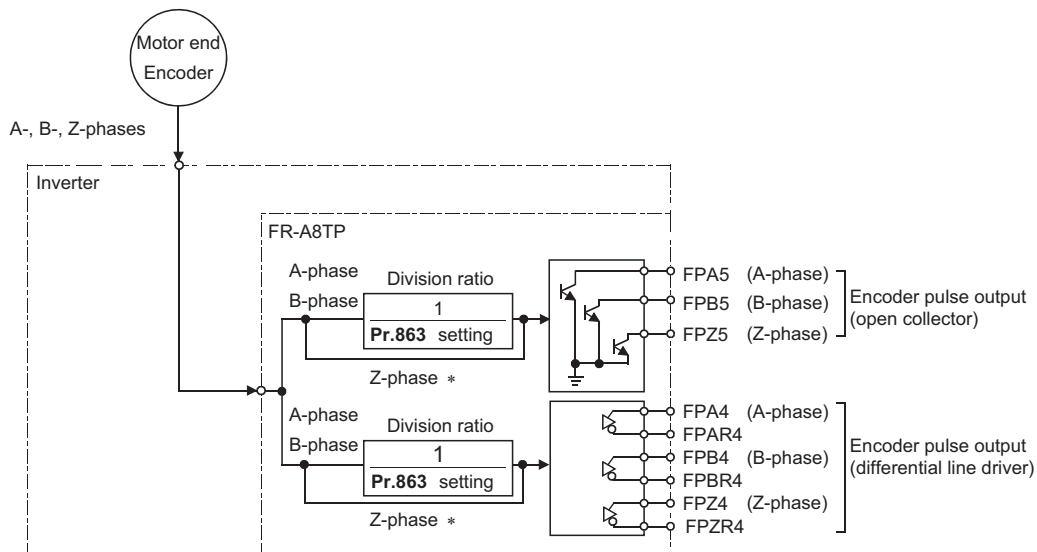 Motor end
Encoder
A-, B-, Z-phases
Inverter
FR-A8TP
A-phase
B-phase
Division ratio
1
Pr.863 setting
Z-phase *
FPA5 (A-phase)
FPB5 (B-phase)
FPZ5 (Z-phase)
Encoder pulse output
(open collector)
A-phase
B-phase
Division ratio
1
Pr.863 setting
Z-phase *
FPA4 (A-phase)
FPAR4
FPB4 (B-phase)
FPBR4
FPZ4 (Z-phase)
FPZR4
Encoder pulse output
(differential line driver)